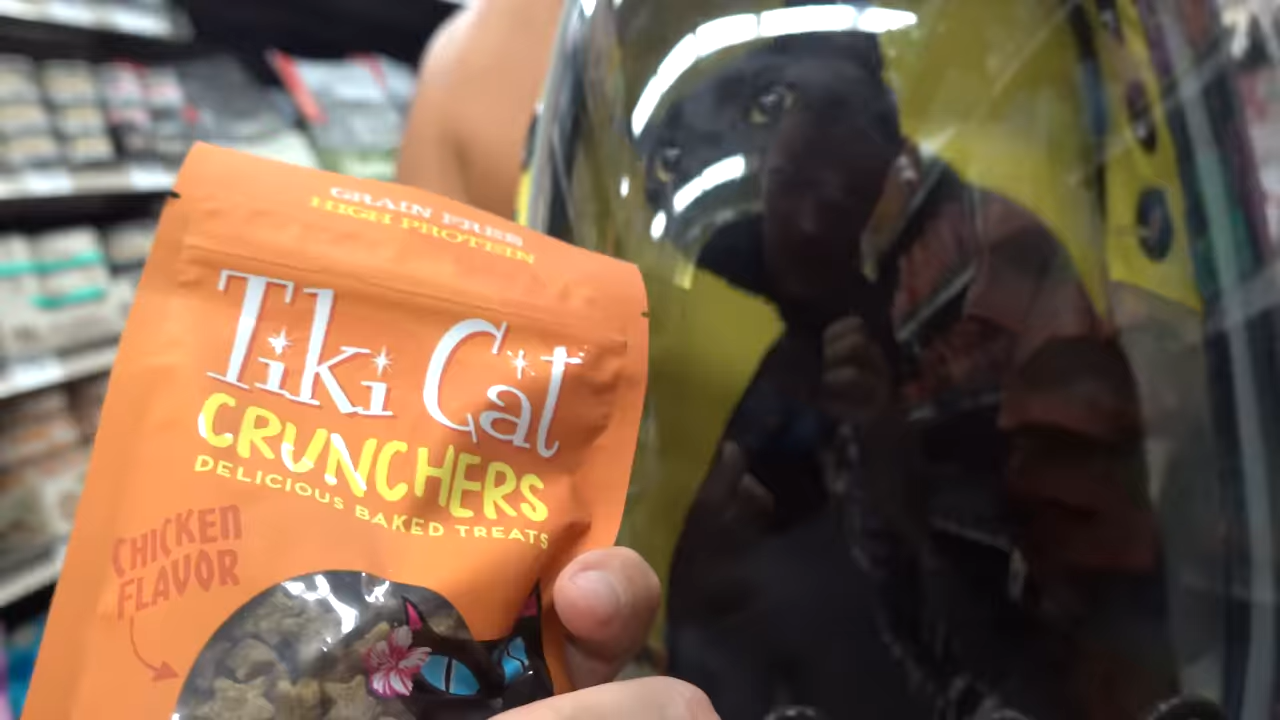 GRAIN FREE
HIGH PROTEIN
Tiki Cat
CRUNCHERS
DELICIOUS BAKED TREATS
CHICKEN
FLAVOR